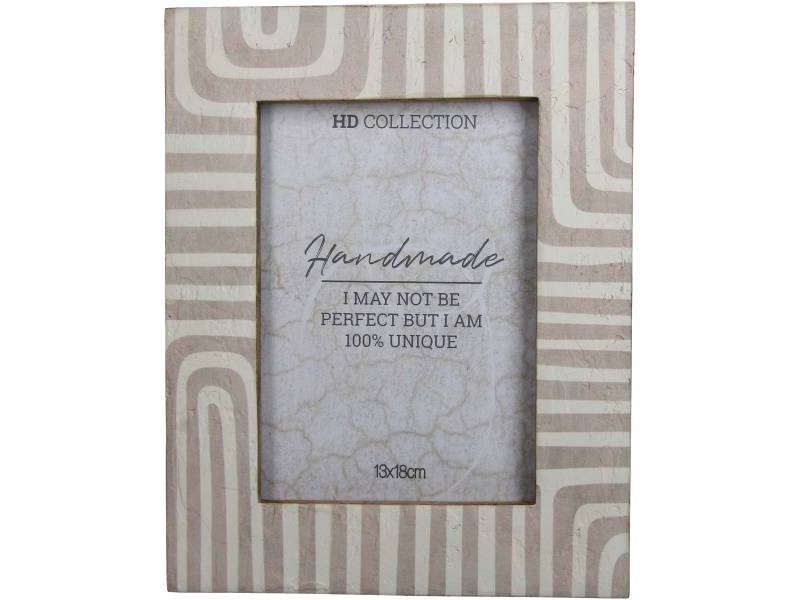 HD COLLECTION
Handmade
I MAY NOT BE
PERFECT BUT I AM
100% UNIQUE
13x18cm